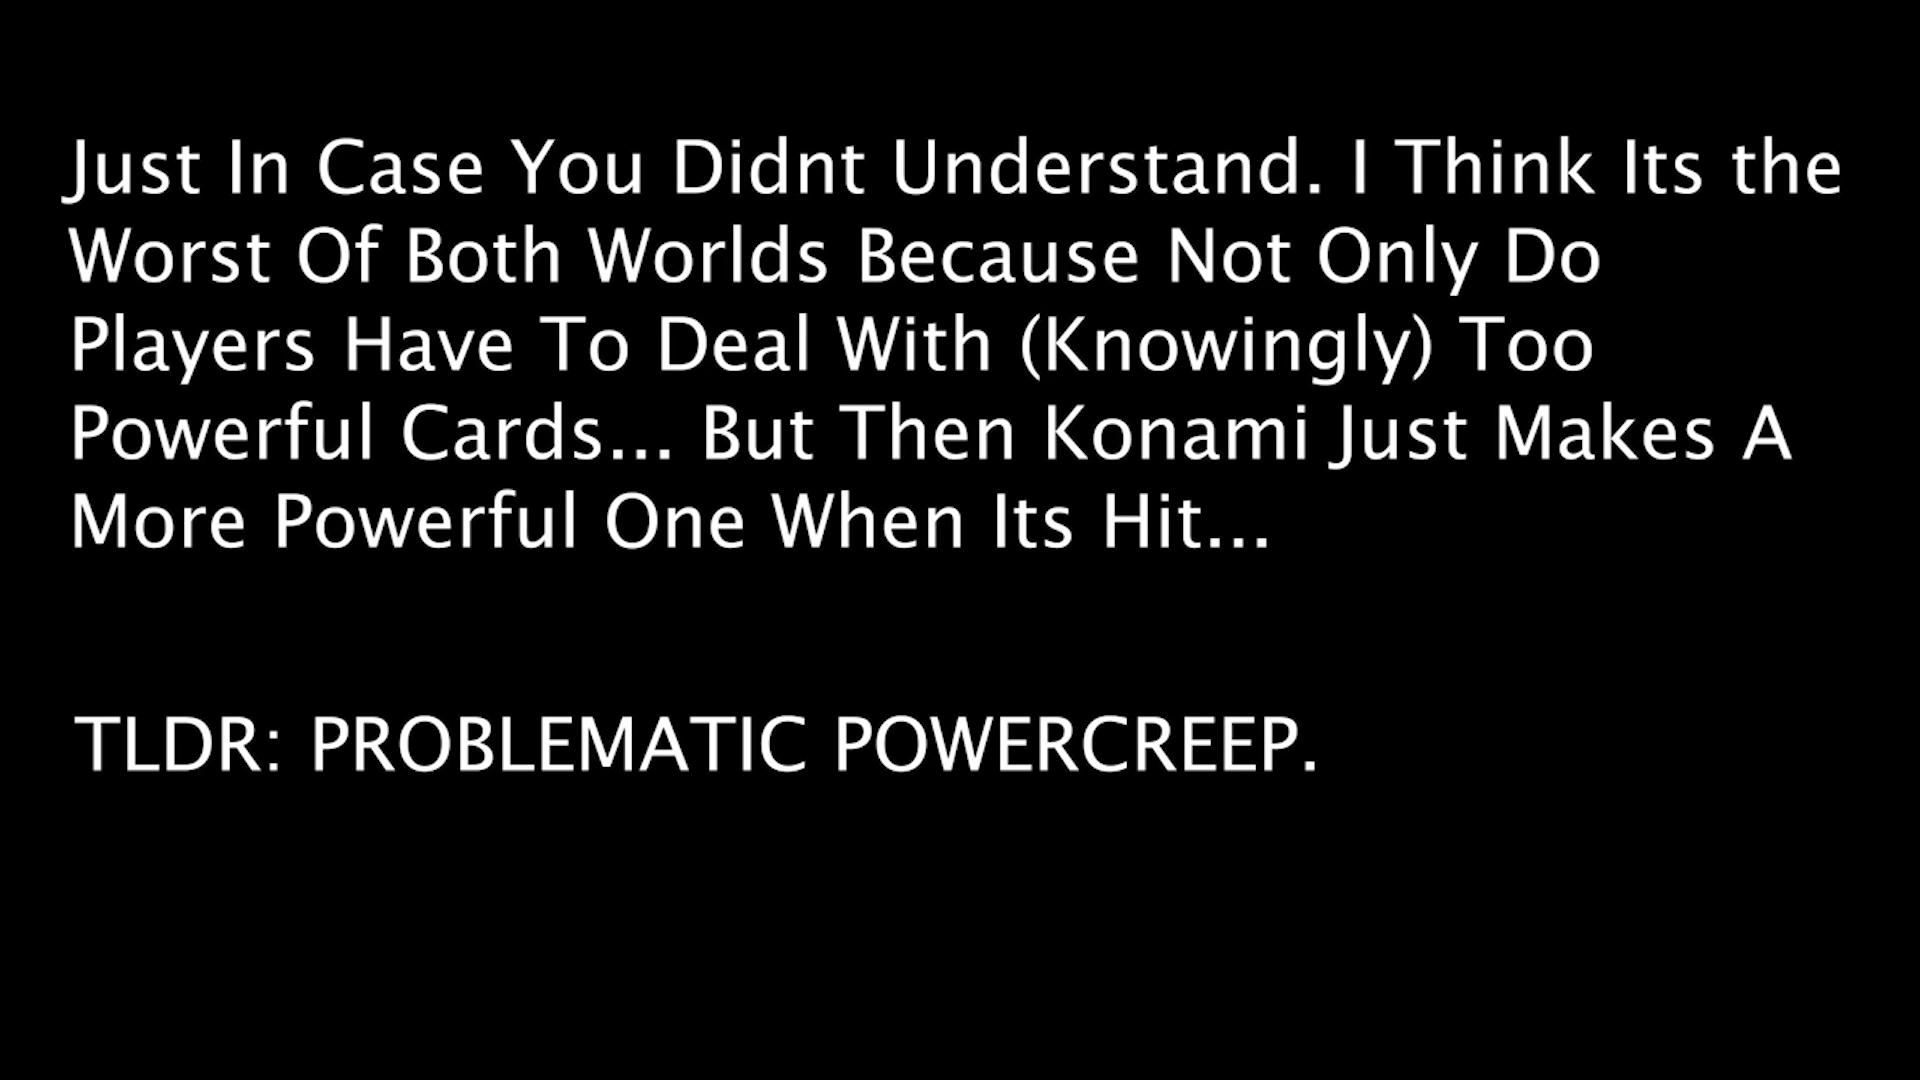 Just In Case You Didnt Understand. I Think Its the
Worst Of Both Worlds Because Not Only Do
Players Have To Deal With (Knowingly) Too
Powerful Cards... But Then Konami Just Makes A
More Powerful One When Its Hit...
TLDR: PROBLEMATIC POWERCREEP.